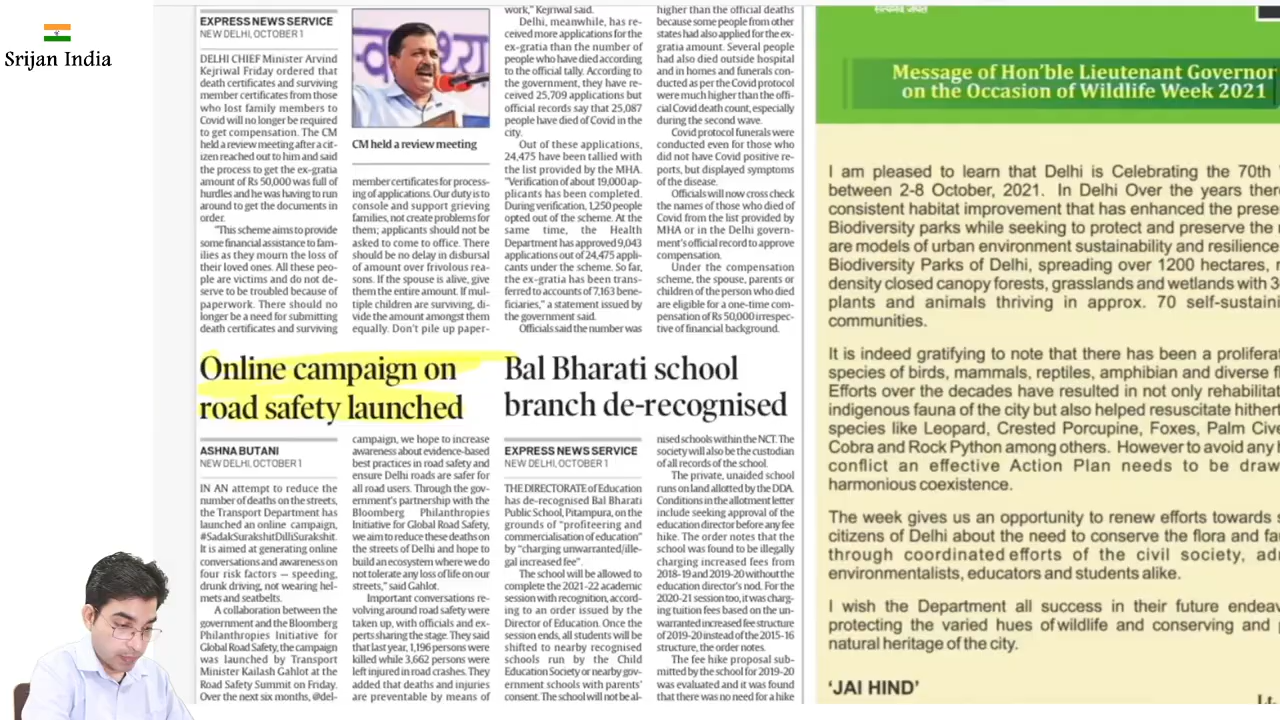 Srijan India
EXPRESS NEWS SERVICE
NEW DELHI, OCTOBER 1
DELHI CHIEF Minister Arvind
Kejriwal Friday ordered that
death certificates and surviving
member certificates from those
who lost family members to
Covid will no longer be required
to get compensation. The CM
held a review meeting after a cit-
izen reached out to him and said
the process to get the ex-gratia
amount of Rs 50,000 was full of
hurdles and he was having to run
around to get the documents in
order.
"This scheme aims to provide
some financial assistance to fam-
ilies as they mourn the loss of
their loved ones. All these peo-
ple are victims and do not de-
serve to be troubled because of
paperwork. There should no
longer be a need for submitting
death certificates and surviving
CM held a review meeting
member certificates for process-
ing of applications. Our duty is to
console and support grieving
families, not create problems for
them; applicants should not be
asked to come to office. There
should be no delay in disbursal
of amount over frivolous rea-
sons. If the spouse is alive, give
them the entire amount. If mul-
tiple children are surviving, di-
vide the amount amongst them
equally. Don't pile up paper-
work," Kejriwal said.
Delhi, meanwhile, has re-
ceived more applications for the
ex-gratia than the number of
people who have died according
to the official tally. According to
the government, they have re-
ceived 25,709 applications but
official records say that 25,087
people have died of Covid in the
city.
Out of these applications,
24,475 have been tallied with
the list provided by the MHA.
"Verification of about 19,000 ap-
plicants has been completed.
During verification, 1,250 people
opted out of the scheme. At the
same time, the Health
Department has approved 9,043
applications out of 24,475 appli-
cants under the scheme. So far,
the ex-gratia has been trans-
ferred to accounts of 7,163 bene-
ficiaries," a statement issued by
the government said.
Officials said the number was
higher than the official deaths
because some people from other
states had also applied for the ex-
gratia amount. Several people
had also died outside hospital
and in homes and funerals con-
ducted as per the Covid protocol
were much higher than the offi-
cial Covid death count, especially
during the second wave.
Covid protocol funerals were
conducted even for those who
did not have Covid positive re-
ports, but displayed symptoms
of the disease.
Officials will now cross check
the names of those who died of
Covid from the list provided by
MHA or in the Delhi govern-
ment's official record to approve
compensation.
Under the compensation
scheme, the spouse, parents or
children of the person who died
are eligible for a one-time com-
pensation of Rs 50,000 irrespec-
tive of financial background.
Online campaign on
road safety launched
ASHNA BUTANI
NEW DELHI, OCTOBER 1
IN AN attempt to reduce the
number of deaths on the streets,
the Transport Department has
launched an online campaign,
#SadakSurakshitDilliSurakshit.
It is aimed at generating online
conversations and awareness on
four risk factors — speeding,
drunk driving, not wearing hel-
mets and seatbelts.
A collaboration between the
government and the Bloomberg
Philanthropies Initiative for
Global Road Safety, the campaign
was launched by Transport
Minister Kailash Gahlot at the
Road Safety Summit on Friday.
Over the next six months, @del-
campaign, we hope to increase
awareness about evidence-based
best practices in road safety and
ensure Delhi roads are safer for
all road users. Through the gov-
ernment's partnership with the
Bloomberg Philanthropies
Initiative for Global Road Safety,
we aim to reduce these deaths on
the streets of Delhi and hope to
build an ecosystem where we do
not tolerate any loss of life on our
streets," said Gahlot.
Important conversations re-
volving around road safety were
taken up, with officials and ex-
perts sharing the stage. They said
that last year, 1,196 persons were
killed while 3,662 persons were
left injured in road crashes. They
added that deaths and injuries
are preventable by means of
Bal Bharati school
branch de-recognised
EXPRESS NEWS SERVICE
NEW DELHI, OCTOBER 1
THE DIRECTORATE of Education
has de-recognised Bal Bharati
Public School, Pitampura, on the
grounds of "profiteering and
commercialisation of education"
by "charging unwarranted/ille-
gal increased fee".
The school will be allowed to
complete the 2021-22 academic
session with recognition, accord-
ing to an order issued by the
Director of Education. Once the
session ends, all students will be
shifted to nearby recognised
schools run by the Child
Education Society or nearby gov-
ernment schools with parents'
consent. The school will not be al-
nised schools within the NCT. The
society will also be the custodian
of all records of the school.
The private, unaided school
runs on land allotted by the DDA.
Conditions in the allotment letter
include seeking approval of the
education director before any fee
hike. The order notes that the
school was found to be illegally
charging increased fees from
2018-19 and 2019-20 without the
education director's nod. For the
2020-21 session too, it was charg-
ing tuition fees based on the un-
warranted increased fee structure
of 2019-20 instead of the 2015-16
structure, the order notes.
The fee hike proposal sub-
mitted by the school for 2019-20
was evaluated and it was found
that there was no need for a hike
Message of Hon'ble Lieutenant Governor
on the Occasion of Wildlife Week 2021
I am pleased to learn that Delhi is Celebrating the 70th
between 2-8 October, 2021. In Delhi Over the years ther
consistent habitat improvement that has enhanced the prese
Biodiversity parks while seeking to protect and preserve the
are models of urban environment sustainability and resilience
Biodiversity Parks of Delhi, spreading over 1200 hectares,
density closed canopy forests, grasslands and wetlands with 3
plants and animals thriving in approx. 70 self-sustaini
communities.
It is indeed gratifying to note that there has been a proliferat
species of birds, mammals, reptiles, amphibian and diverse f
Efforts over the decades have resulted in not only rehabilitat
indigenous fauna of the city but also helped resuscitate hithert
species like Leopard, Crested Porcupine, Foxes, Palm Cive
Cobra and Rock Python among others. However to avoid any
conflict an effective Action Plan needs to be draw
harmonious coexistence.
The week gives us an opportunity to renew efforts towards s
citizens of Delhi about the need to conserve the flora and fa
through coordinated efforts of the civil society, ad
environmentalists, educators and students alike.
I wish the Department all success in their future endea
protecting the varied hues of wildlife and conserving and
natural heritage of the city.
'JAI HIND'